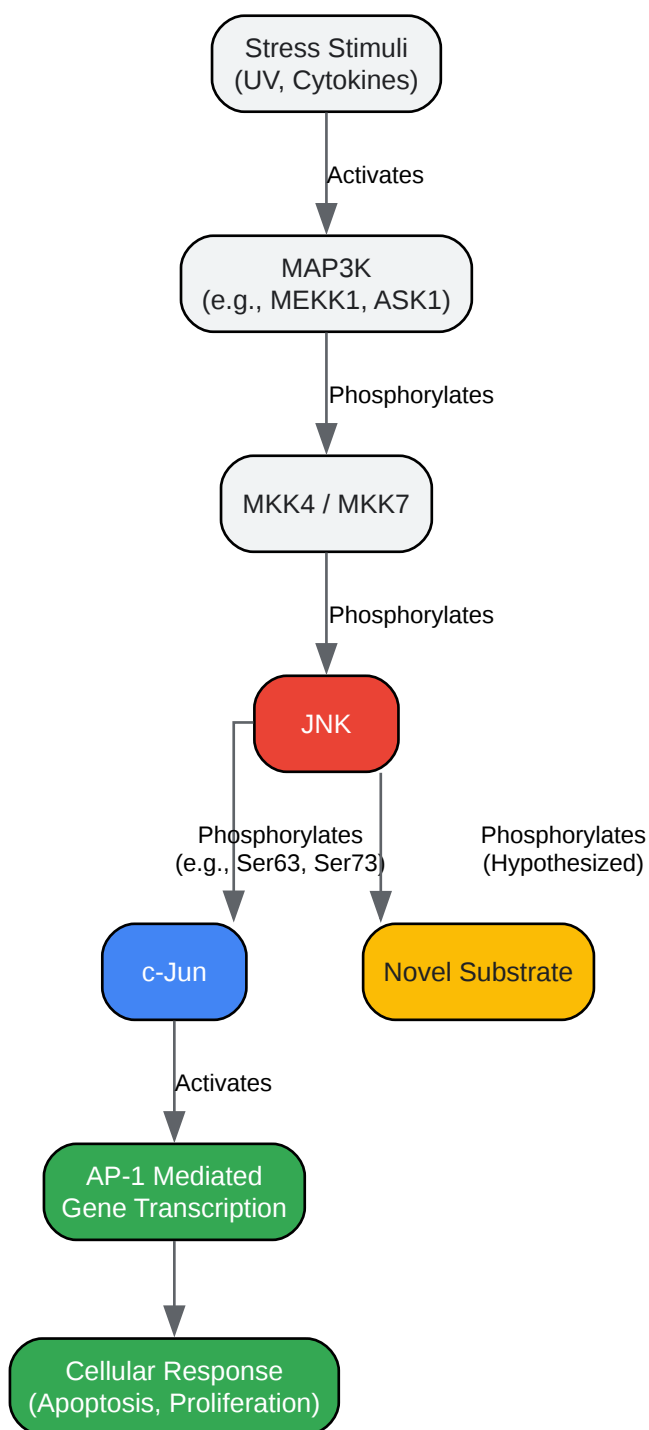 Stress Stimuli
(UV, Cytokines)
Activates
MAP3K
(e.g., MEKK1, ASK1)
Phosphorylates
MKK4 / MKK7
Phosphorylates
JNK
Phosphorylates
(e.g., Ser63, Ser73)
Phosphorylates
(Hypothesized)
c-Jun
Novel Substrate
Activates
AP-1 Mediated
Gene Transcription
Cellular Response
(Apoptosis, Proliferation)